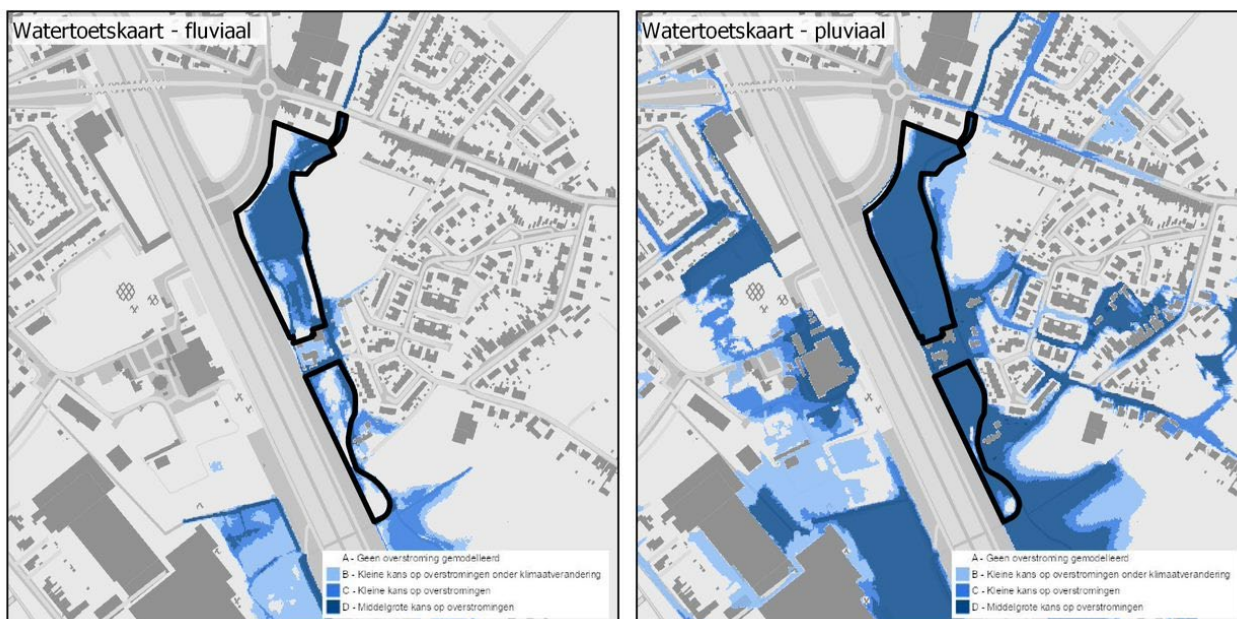 Watertoetskaart - fluviaal
A - Geen overstroming gemodelleerd
B - Kleine kans op overstromingen onder klimaatverandering
C - Kleine kans op overstromingen
D - Middelgrote kans op overstromingen
Watertoetskaart - pluviaal
A - Geen overstroming gemodelleerd
B - Kleine kans op overstromingen onder klimaatverandering
C - Kleine kans op overstromingen
D - Middelgrote kans op overstromingen